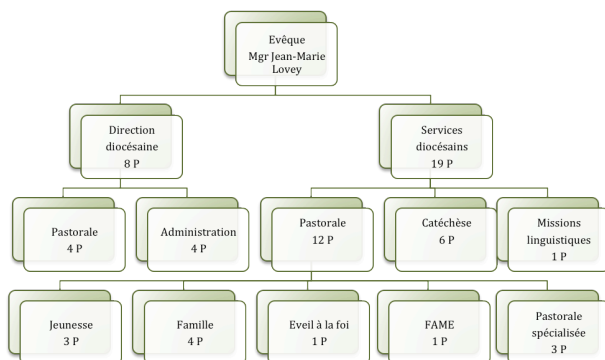 Evêque
Mgr Jean-Marie
Lovey
Direction
diocésaine
8 P
Services
diocésains
19 P
Pastorale
4 P
Administration
4 P
Pastorale
12 P
Catéchèse
6 P
Missions
linguistiques
1 P
Jeunesse
3 P
Famille
4 P
Eveil à la foi
1 P
FAME
1 P
Pastorale
spécialisée
3 P